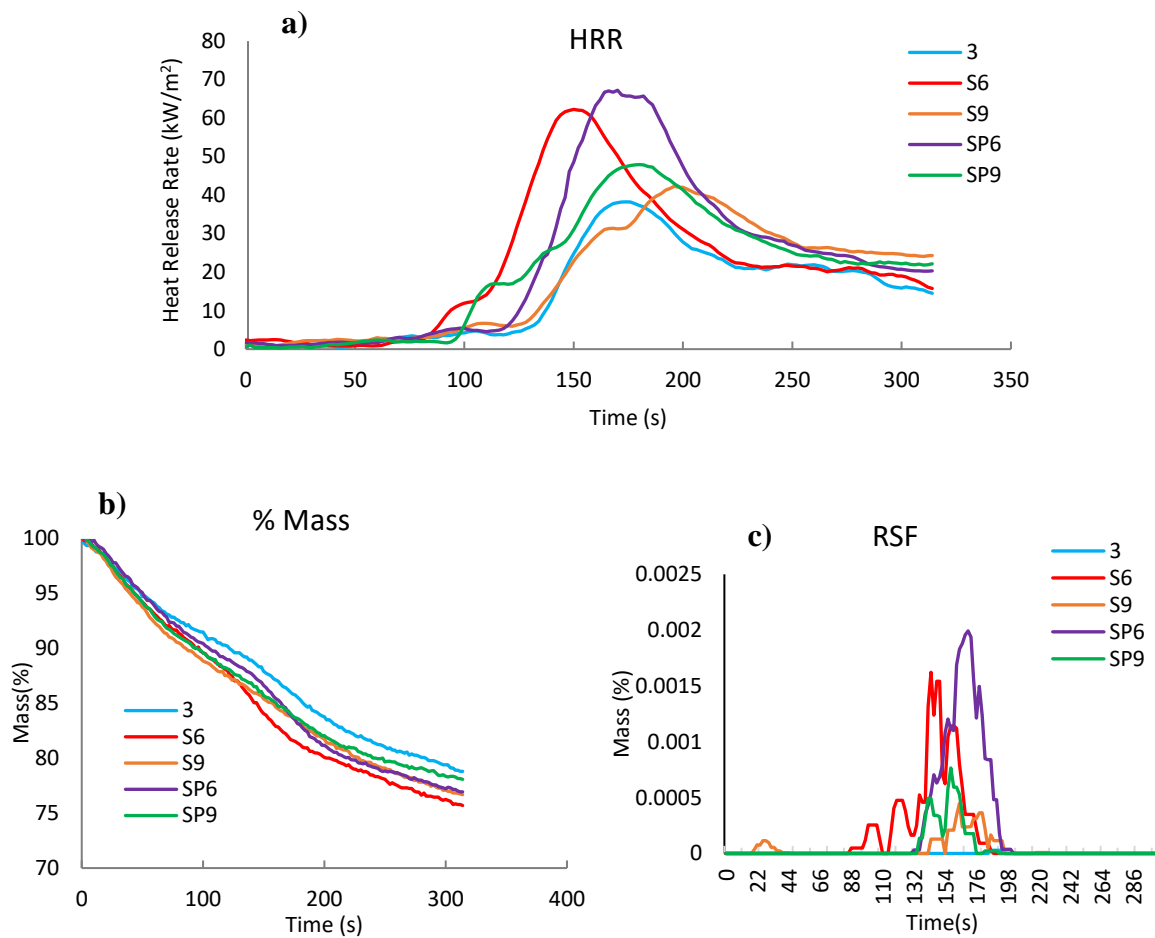 a)
HRR
Heat Release Rate (kW/m²)
80
70
60
50
40
30
20
10
0
0 50 100 150 200 250 300 350
Time (s)
3
S6
S9
SP6
SP9
b)
% Mass
Mass(%)
100
95
90
85
80
75
70
0 100 200 300 400
Time (s)
3
S6
S9
SP6
SP9
c)
RSF
Mass (%)
0.0025
0.002
0.0015
0.001
0.0005
0
0 22 44 66 88 110 132 154 176 198 220 242 264 286
Time(s)
3
S6
S9
SP6
SP9